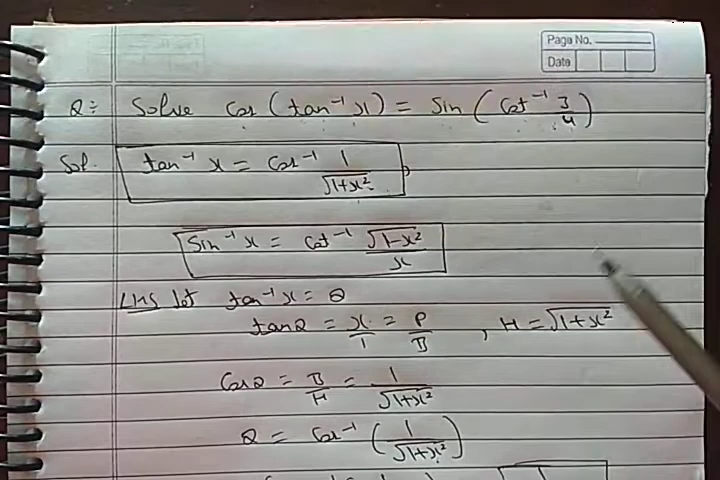 Page No.
Date
Q÷ Solve Cos (tan⁻¹ x) = Sin (Cot⁻¹ 3/4)
Sol. tan⁻¹ x = Cos⁻¹ 1/√1+x² ,
Sin⁻¹ x = Cot⁻¹ √1-x²/x
LHS let tan⁻¹ x = θ
tanθ = x/1 = P/B , H = √1+x²
Cosθ = B/H = 1/√1+x²
θ = Cos⁻¹ (1/√1+x²)